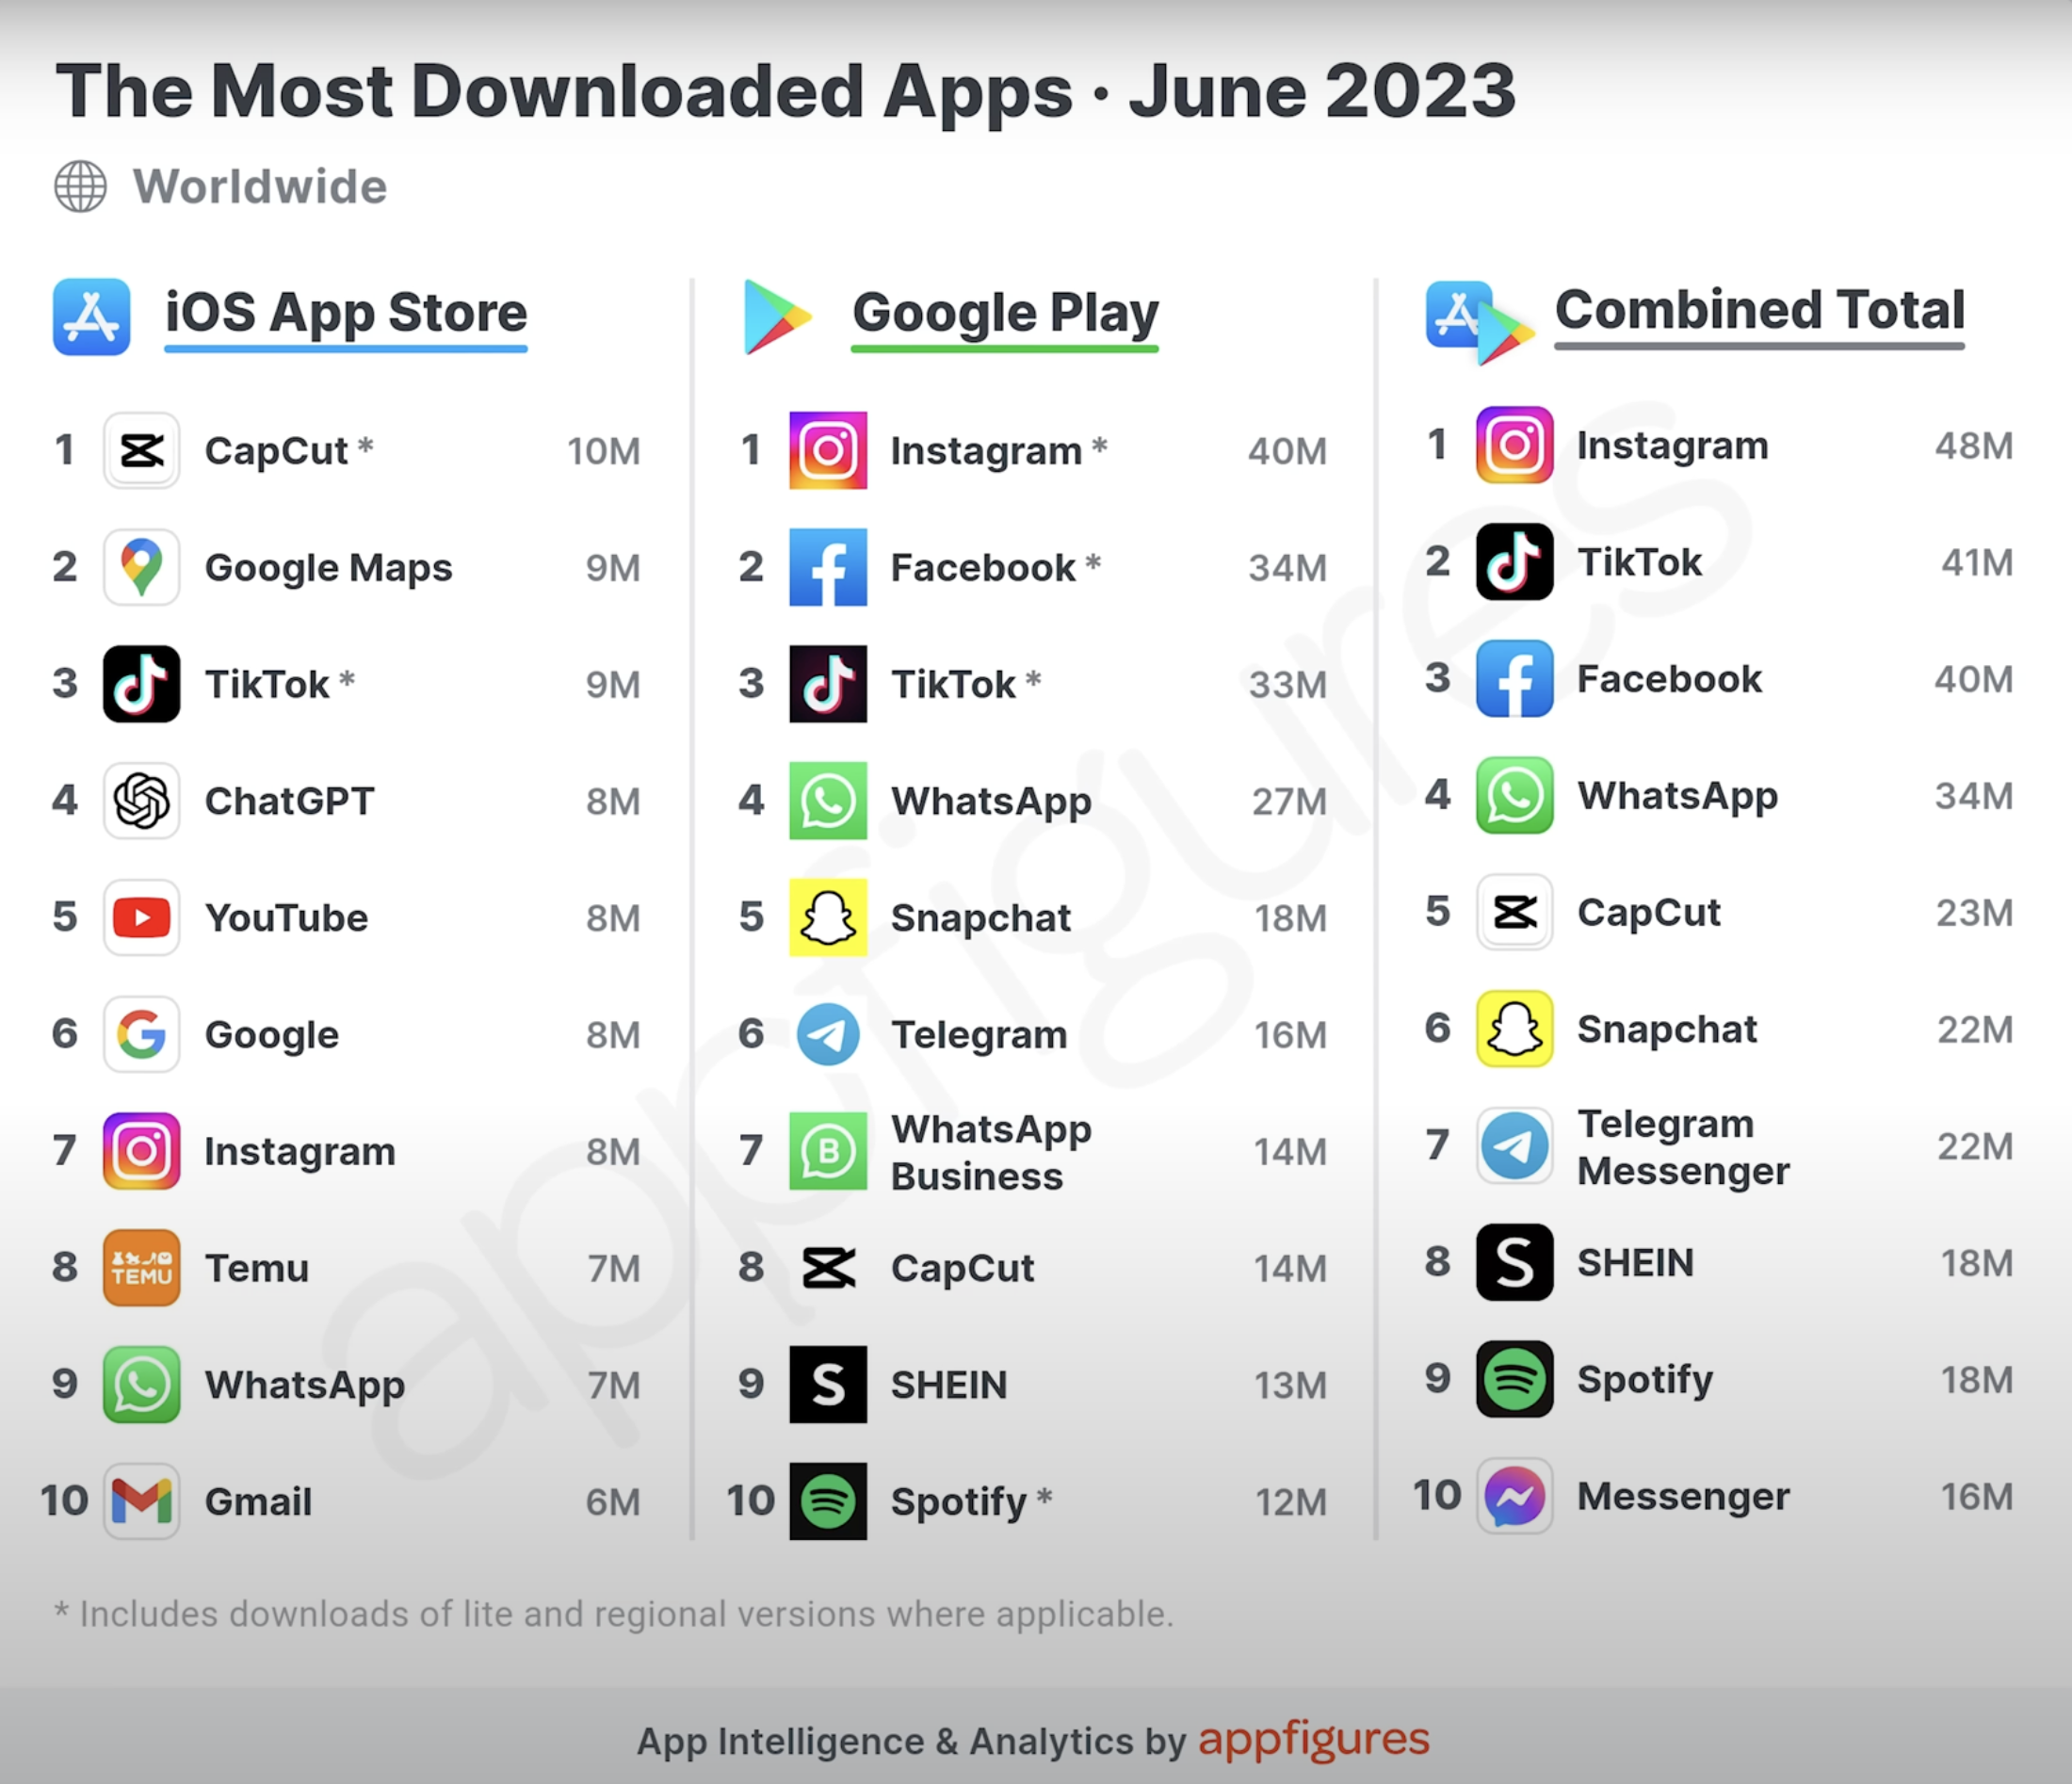 The Most Downloaded Apps · June 2023
Worldwide
iOS App Store
1 CapCut * 10M
2 Google Maps 9M
3 TikTok * 9M
4 ChatGPT 8M
5 YouTube 8M
6 Google 8M
7 Instagram 8M
8 TEMU Temu 7M
9 WhatsApp 7M
10 Gmail 6M
Google Play
1 Instagram * 40M
2 Facebook * 34M
3 TikTok * 33M
4 WhatsApp 27M
5 Snapchat 18M
6 Telegram 16M
7 WhatsApp
Business 14M
8 CapCut 14M
9 SHEIN 13M
10 Spotify * 12M
Combined Total
1 Instagram 48M
2 TikTok 41M
3 Facebook 40M
4 WhatsApp 34M
5 CapCut 23M
6 Snapchat 22M
7 Telegram
Messenger 22M
8 SHEIN 18M
9 Spotify 18M
10 Messenger 16M
appfigures
* Includes downloads of lite and regional versions where applicable.
App Intelligence & Analytics by appfigures